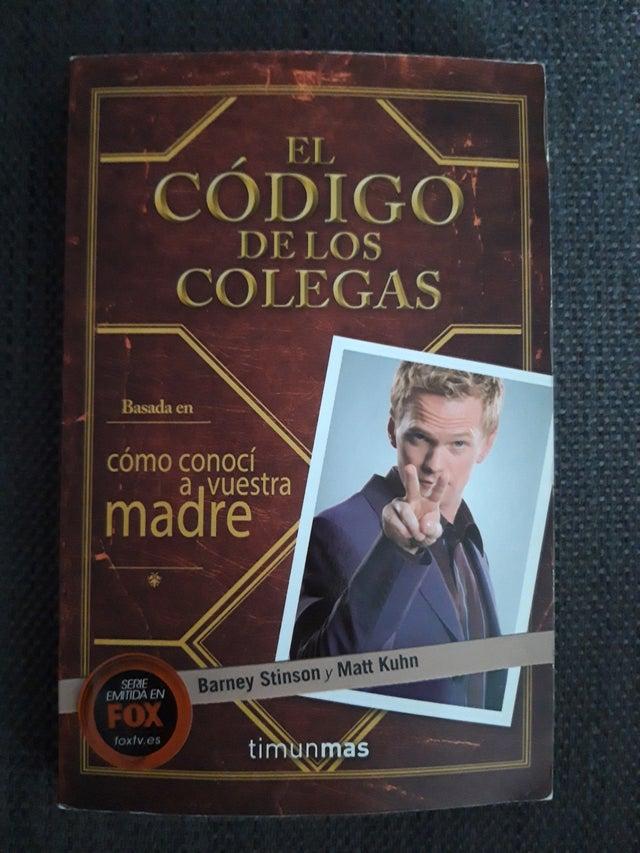 EL
CÓDIGO
DE LOS
COLEGAS
Basada en
cómo conocí
a vuestra
madre
Barney Stinson y Matt Kuhn
SERIE
EMITIDA EN
FOX
foxtv.es
timunmas